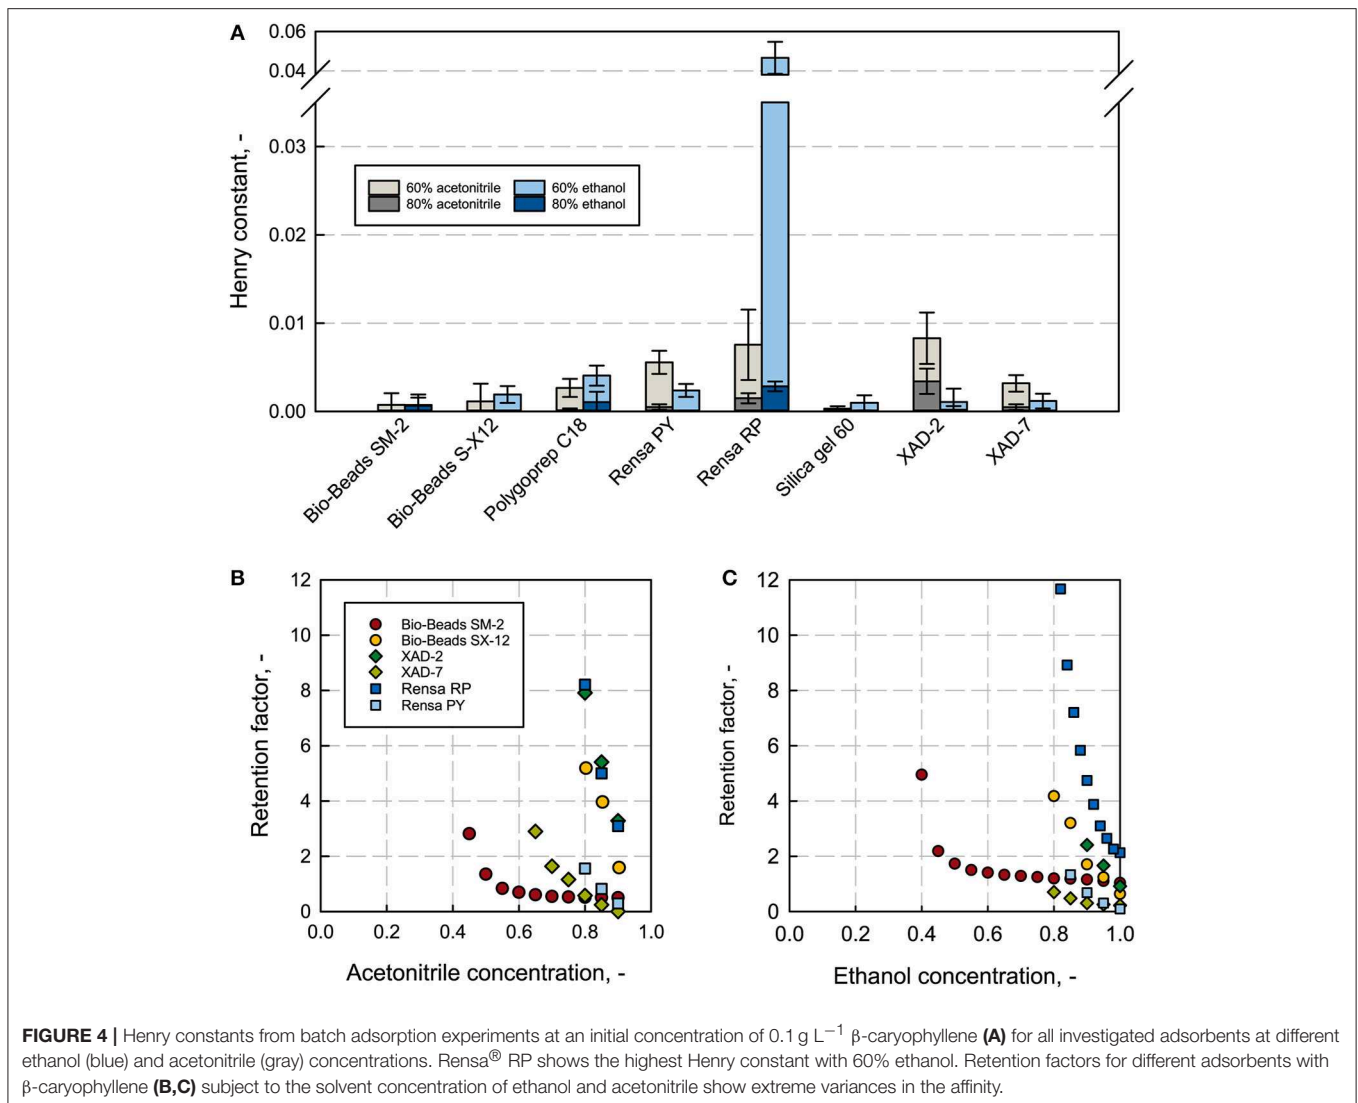 A
0.06
0.04
0.03
0.02
0.01
0.00
Henry constant, -
60% acetonitrile
80% acetonitrile
60% ethanol
80% ethanol
Bio-Beads SM-2
Bio-Beads S-X12
Polygoprep C18
Rensa PY
Rensa RP
Silica gel 60
XAD-2
XAD-7
B
12
10
8
6
4
2
0
Retention factor, -
Bio-Beads SM-2
Bio-Beads SX-12
XAD-2
XAD-7
Rensa RP
Rensa PY
0.0 0.2 0.4 0.6 0.8 1.0
Acetonitrile concentration, -
C
12
10
8
6
4
2
0
Retention factor, -
0.0 0.2 0.4 0.6 0.8 1.0
Ethanol concentration, -
FIGURE 4 | Henry constants from batch adsorption experiments at an initial concentration of 0.1 g L⁻¹ β-caryophyllene (A) for all investigated adsorbents at different
ethanol (blue) and acetonitrile (gray) concentrations. Rensa® RP shows the highest Henry constant with 60% ethanol. Retention factors for different adsorbents with
β-caryophyllene (B,C) subject to the solvent concentration of ethanol and acetonitrile show extreme variances in the affinity.